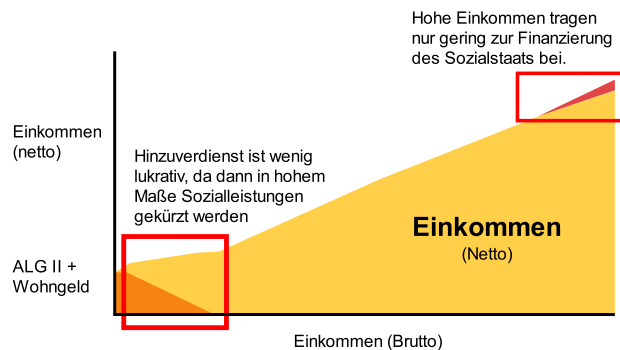 Hohe Einkommen tragen
nur gering zur Finanzierung
des Sozialstaats bei.
Einkommen
(netto)
Hinzuverdienst ist wenig
lukrativ, da dann in hohem
Maße Sozialleistungen
gekürzt werden
Einkommen
(Netto)
ALG II +
Wohngeld
Einkommen (Brutto)